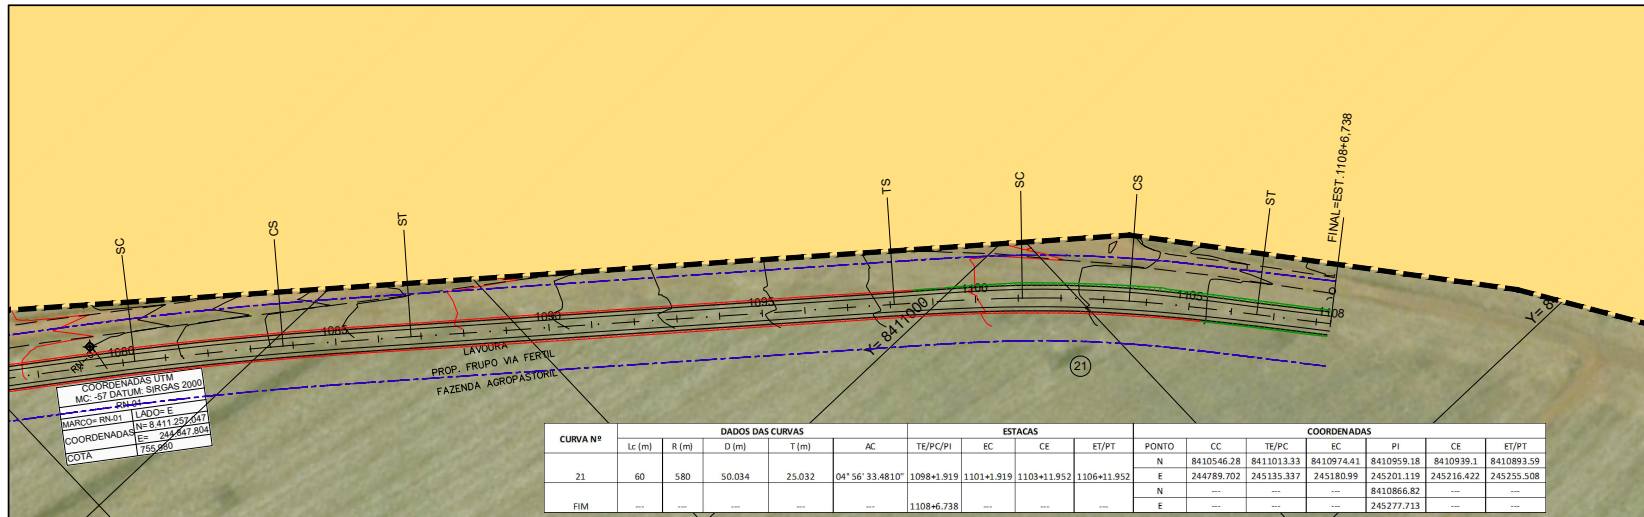 SC
CS
ST
TS
SC
CS
ST
FINAL=EST.1108+6,738
1080
1085
1090
1095
1100
1105
1108
Y= 8411000
Y= 8
LAVOURA
PROP. FRUPO VIA FERTIL
FAZENDA AGROPASTORIL
21
COORDENADAS UTM
MC: -57 DATUM: SIRGAS 2000
RN-01
MARCO= RN-01 LADO= E
COORDENADAS N= 8.411.257,047
E= 244.847,804
COTA 755,980
CURVA Nº DADOS DAS CURVAS ESTACAS COORDENADAS
Lc (m) R (m) D (m) T (m) AC TE/PC/PI EC CE ET/PT PONTO CC TE/PC EC PI CE ET/PT
N 8410546.28 8411013.33 8410974.41 8410959.18 8410939.1 8410893.59
21 60 580 50.034 25.032 04° 56' 33.4810" 1098+1.919 1101+1.919 1103+11.952 1106+11.952 E 244789.702 245135.337 245180.99 245201.119 245216.422 245255.508
N --- --- --- 8410866.82 --- ---
FIM --- --- --- --- --- 1108+6.738 --- --- --- E --- --- --- 245277.713 --- ---